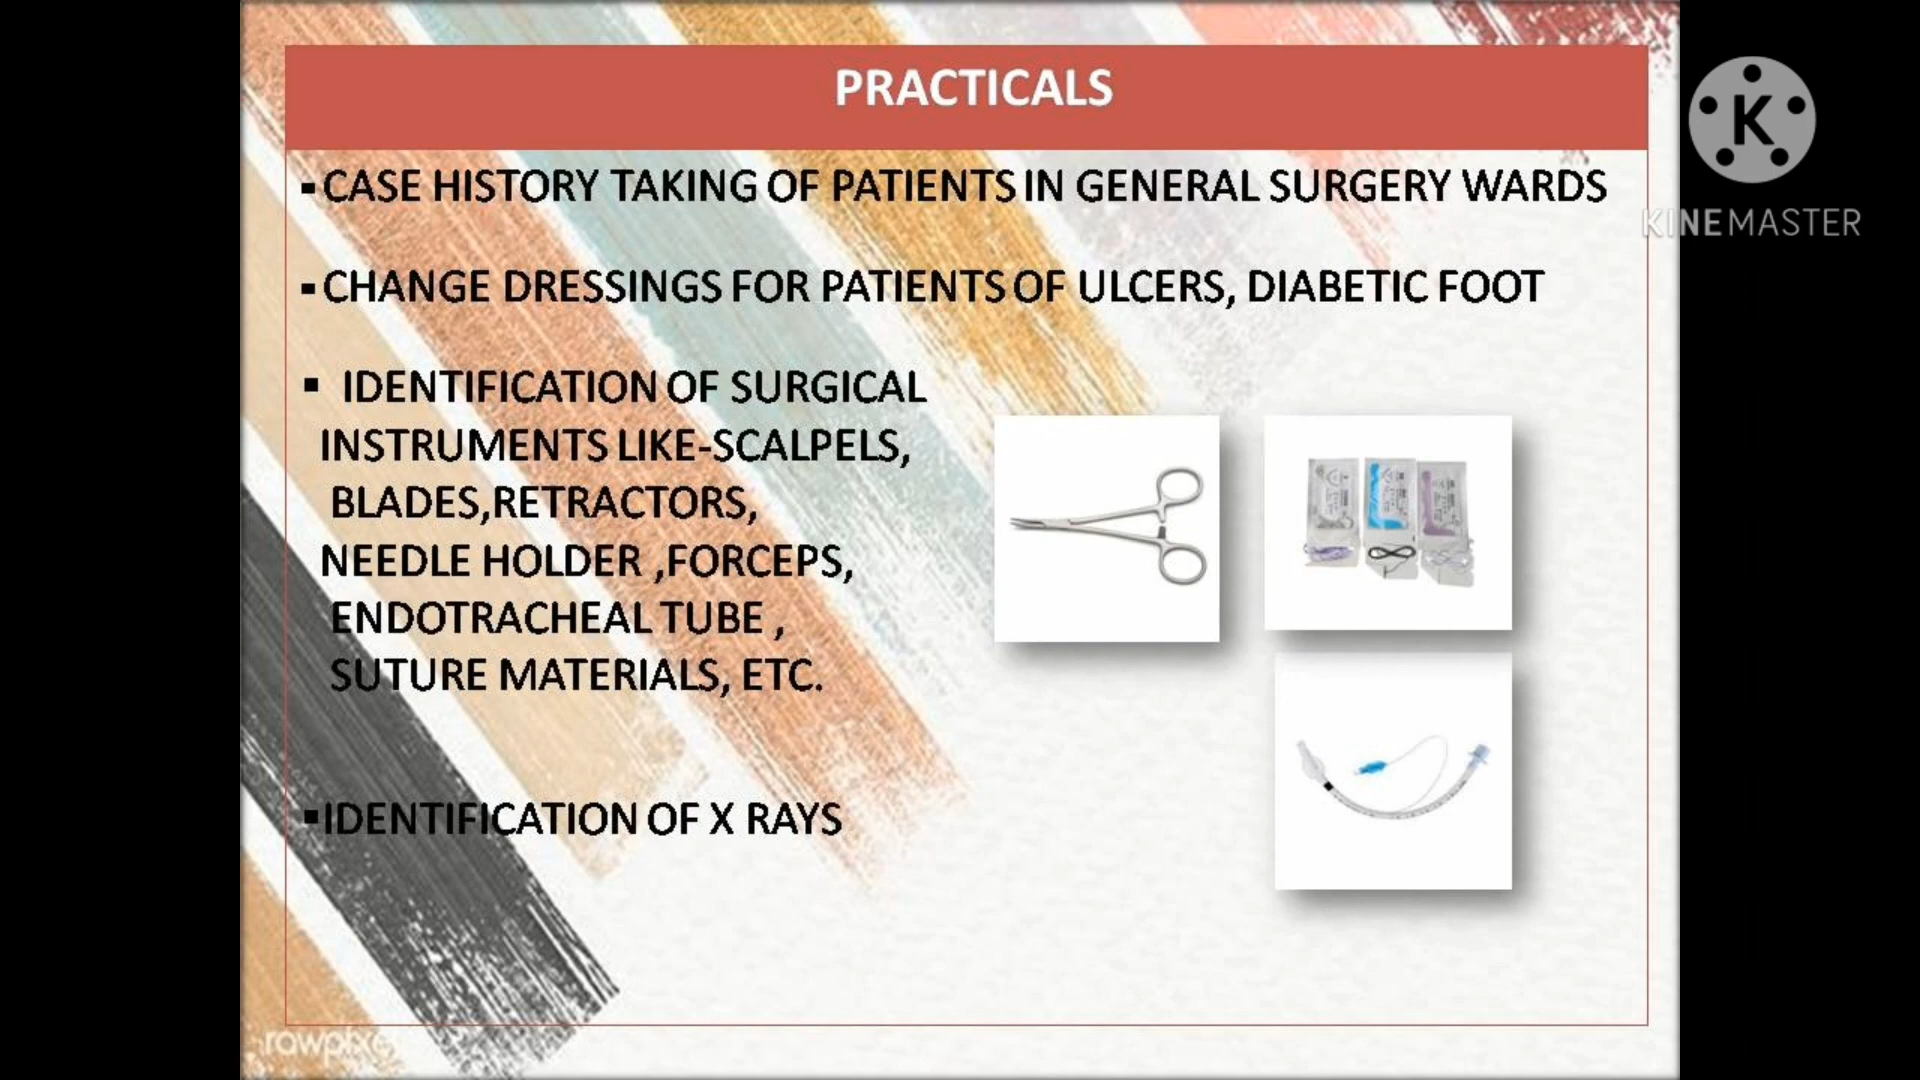 PRACTICALS
▪CASE HISTORY TAKING OF PATIENTS IN GENERAL SURGERY WARDS
▪CHANGE DRESSINGS FOR PATIENTS OF ULCERS, DIABETIC FOOT
▪ IDENTIFICATION OF SURGICAL
INSTRUMENTS LIKE-SCALPELS,
BLADES,RETRACTORS,
NEEDLE HOLDER ,FORCEPS,
ENDOTRACHEAL TUBE ,
SUTURE MATERIALS, ETC.
▪IDENTIFICATION OF X RAYS
K
KINEMASTER